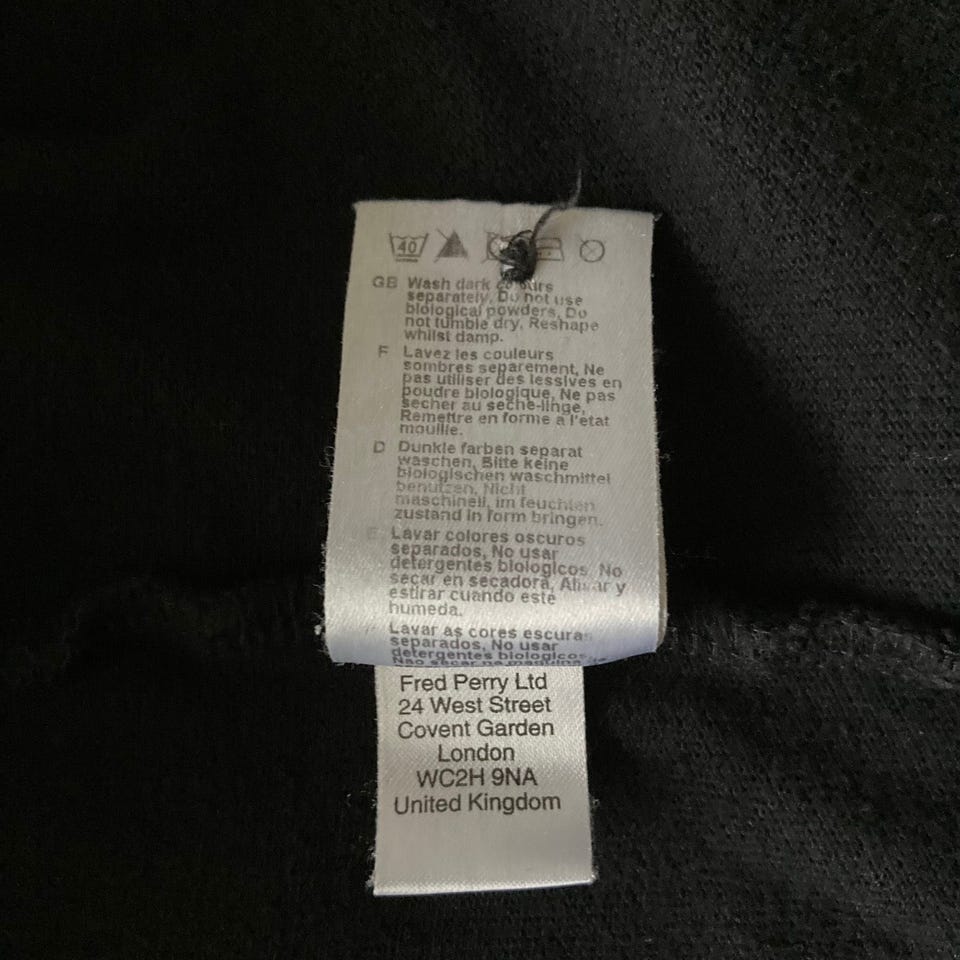 40
GB Wash dark colours
separately, Do not use
biological powders, Do
not tumble dry, Reshape
whilst damp.
F Lavez les couleurs
sombres separement, Ne
pas utiliser des lessives en
poudre biologique, Ne pas
secher au seche-linge,
Remettre en forme a l'etat
mouille.
D Dunkle farben separat
waschen, Bitte keine
biologischen waschmittel
benutzen, Nicht
maschinell, im feuchten
zustand in form bringen.
E Lavar colores oscuros
separados, No usar
detergentes biologicos, No
secar en secadora, Alisar y
estirar cuando este
humeda.
Lavar as cores escuras
separados, No usar
detergentes biologicos,
Nao secar na maquina
Fred Perry Ltd
24 West Street
Covent Garden
London
WC2H 9NA
United Kingdom